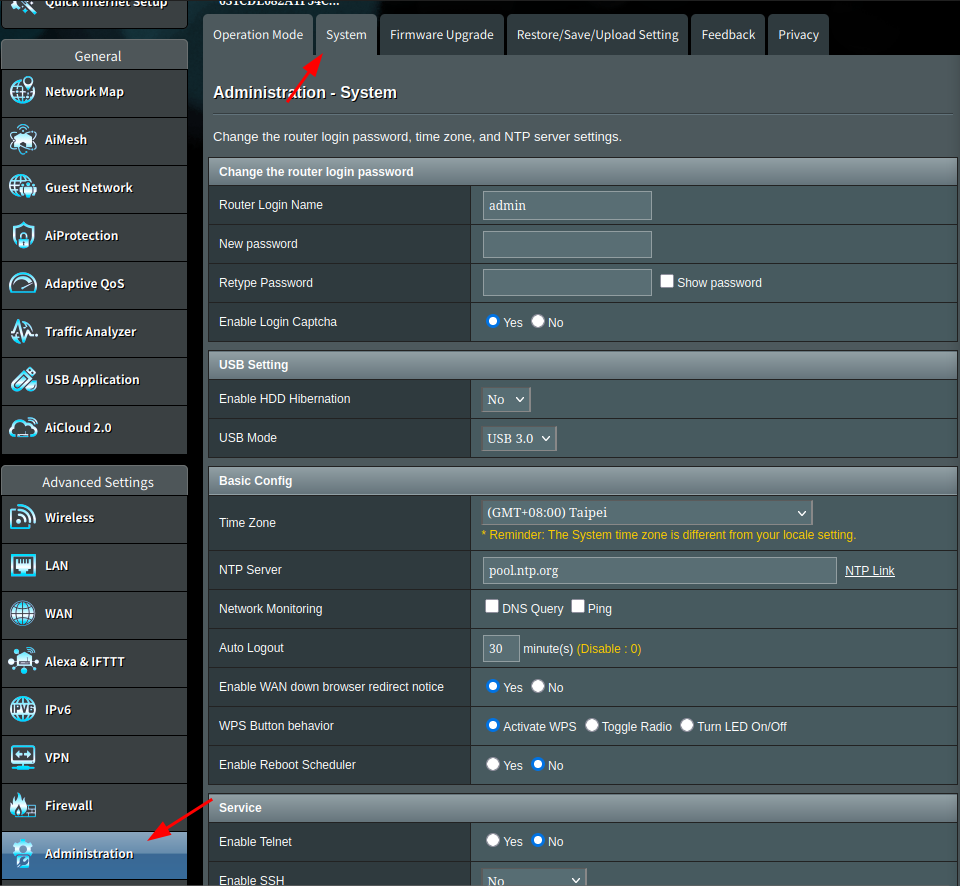 Quick Internet Setup
General
Network Map
AiMesh
Guest Network
AiProtection
Adaptive QoS
Traffic Analyzer
USB Application
AiCloud 2.0
Advanced Settings
Wireless
LAN
WAN
Alexa & IFTTT
IPv6
VPN
Firewall
Administration
Operation Mode System Firmware Upgrade Restore/Save/Upload Setting Feedback Privacy
Administration - System
Change the router login password, time zone, and NTP server settings.
Change the router login password
Router Login Name admin
New password
Retype Password Show password
Enable Login Captcha Yes No
USB Setting
Enable HDD Hibernation No
USB Mode USB 3.0
Basic Config
Time Zone (GMT+08:00) Taipei
* Reminder: The System time zone is different from your locale setting.
NTP Server pool.ntp.org NTP Link
Network Monitoring DNS Query Ping
Auto Logout 30 minute(s) (Disable : 0)
Enable WAN down browser redirect notice Yes No
WPS Button behavior Activate WPS Toggle Radio Turn LED On/Off
Enable Reboot Scheduler Yes No
Service
Enable Telnet Yes No
Enable SSH No